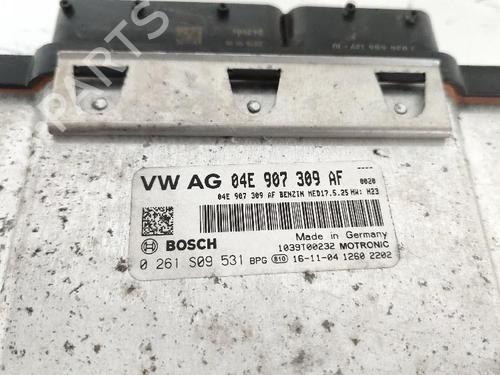 VW AG 04E 907 309 AF 0020
04E 907 309 AF BENZIN MED17.5.25 HW: H23
Made in Germany
BOSCH 1039T00232 MOTRONIC
0 261 S09 531 BPG 810 16-11-04 1260 2202